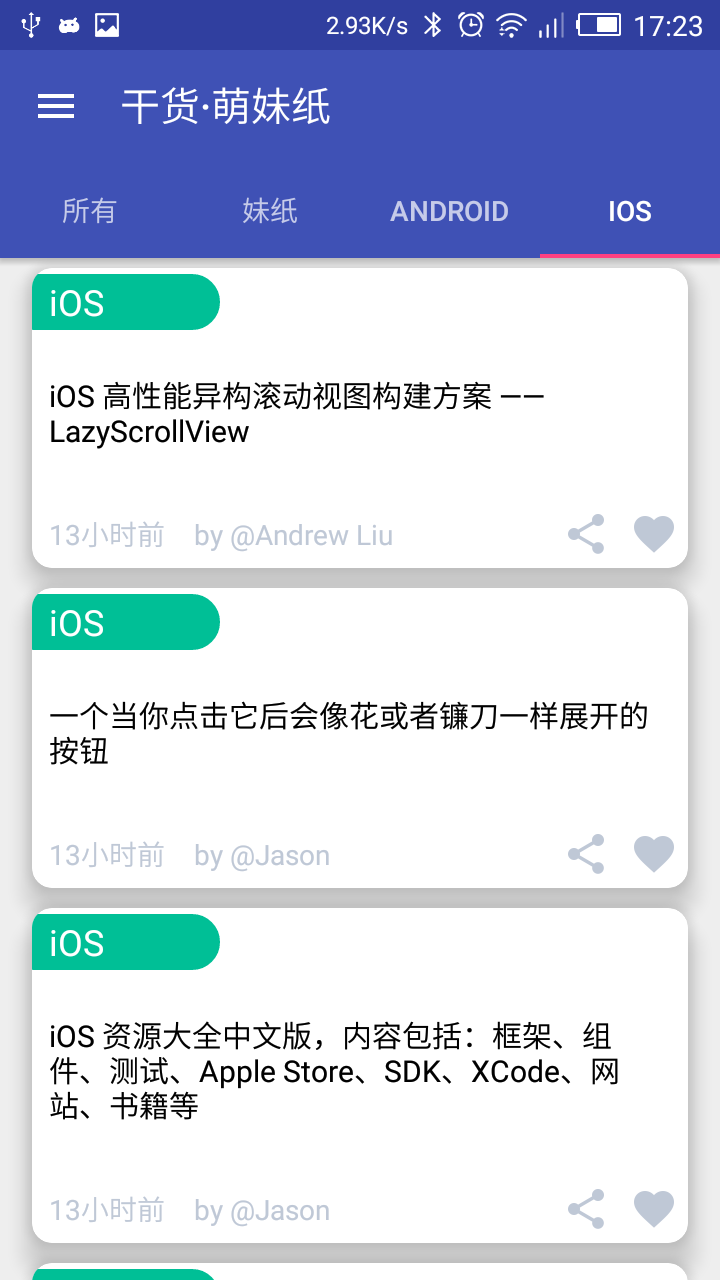 2.93K/s 17:23
干货·萌妹纸
所有 妹纸 ANDROID IOS
iOS
iOS 高性能异构滚动视图构建方案 ——
LazyScrollView
13小时前 by @Andrew Liu
iOS
一个当你点击它后会像花或者镰刀一样展开的
按钮
13小时前 by @Jason
iOS
iOS 资源大全中文版，内容包括：框架、组
件、测试、Apple Store、SDK、XCode、网
站、书籍等
13小时前 by @Jason